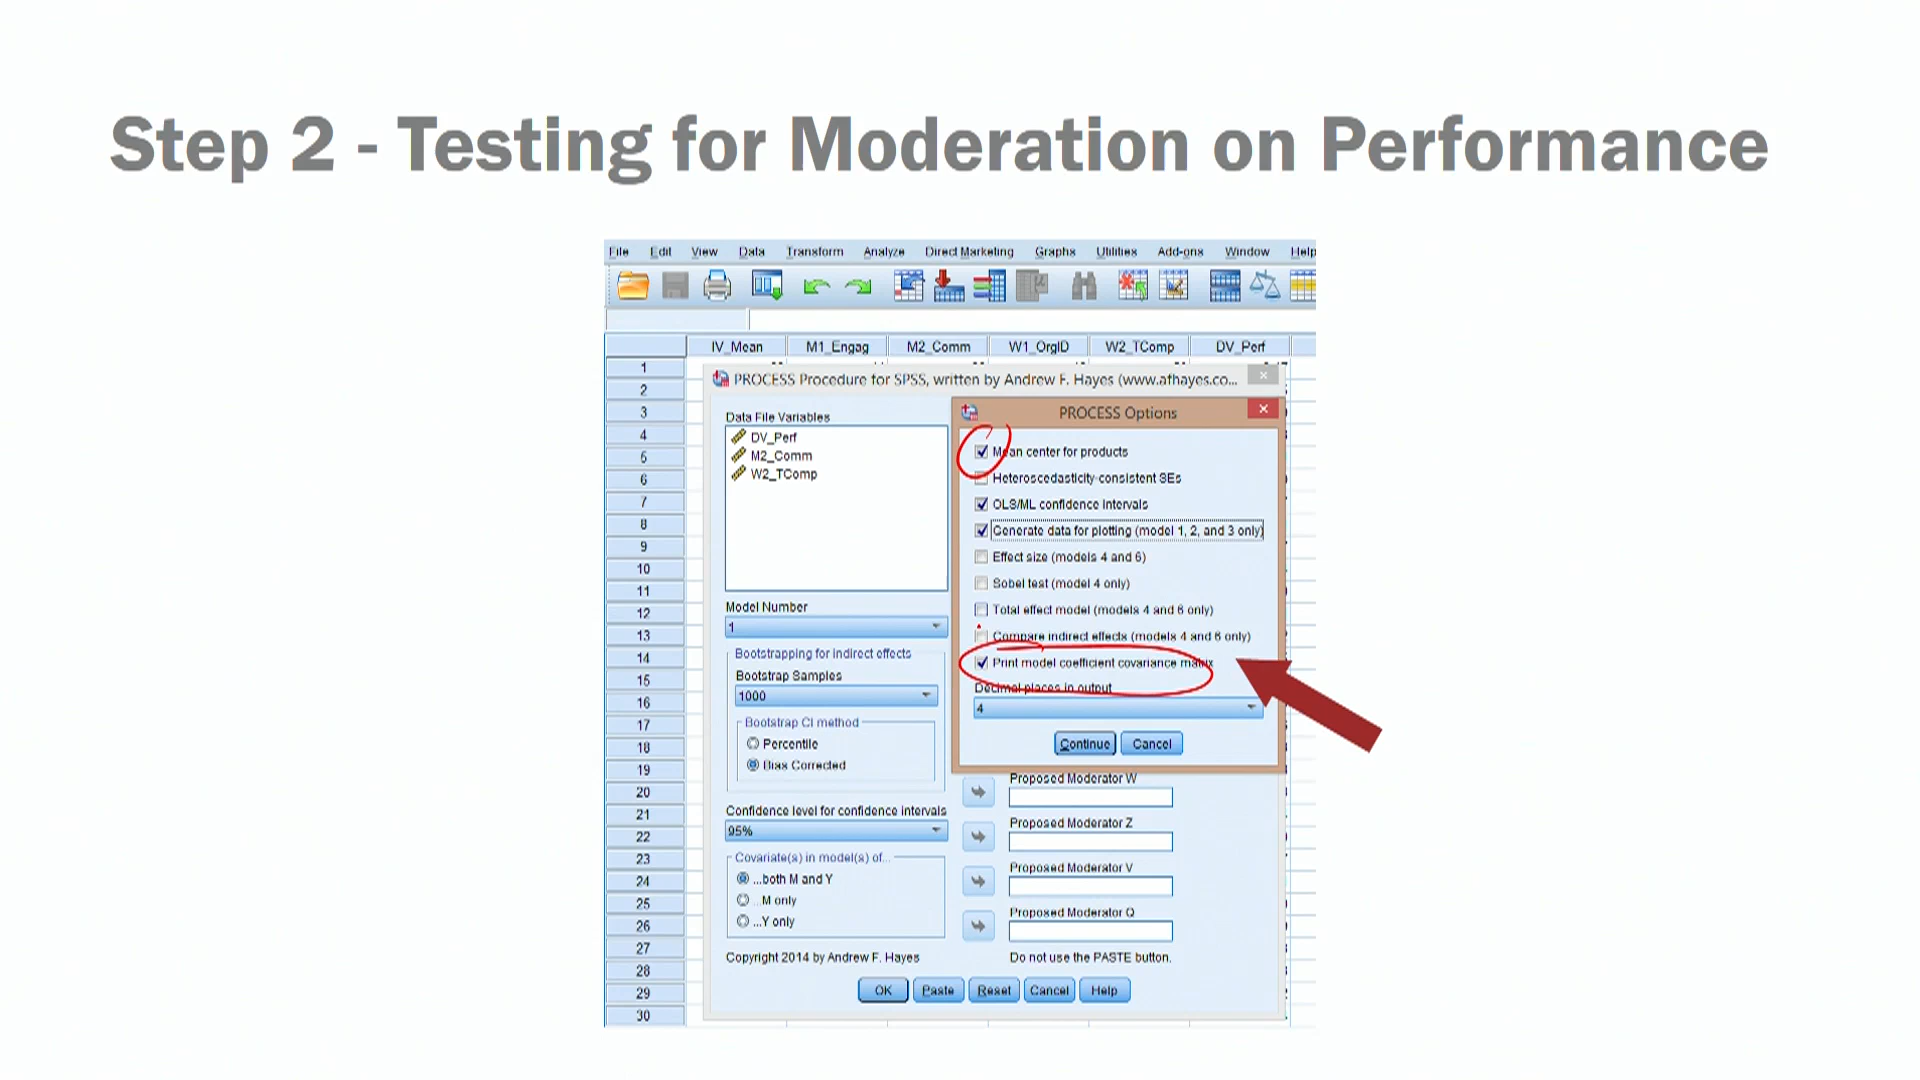 Step 2 - Testing for Moderation on Performance
File Edit View Data Transform Analyze Direct Marketing Graphs Utilities Add-ons Window Help
IV_Mean M1_Engag M2_Comm W1_OrgID W2_TComp DV_Perf
1
2
3
4
5
6
7
8
9
10
11
12
13
14
15
16
17
18
19
20
21
22
23
24
25
26
27
28
29
30
PROCESS Procedure for SPSS, written by Andrew F. Hayes (www.afhayes.co...
Data File Variables
DV_Perf
M2_Comm
W2_TComp
Model Number
1
Bootstrapping for indirect effects
Bootstrap Samples
1000
Bootstrap CI method
Percentile
Bias Corrected
Confidence level for confidence intervals
95%
Covariate(s) in model(s) of...
...both M and Y
...M only
...Y only
Copyright 2014 by Andrew F. Hayes
PROCESS Options
Mean center for products
Heteroscedasticity-consistent SEs
OLS/ML confidence intervals
Generate data for plotting (model 1, 2, and 3 only)
Effect size (models 4 and 6)
Sobel test (model 4 only)
Total effect model (models 4 and 6 only)
Compare indirect effects (models 4 and 6 only)
Print model coefficient covariance matrix
Decimal places in output
4
Continue Cancel
Proposed Moderator W
Proposed Moderator Z
Proposed Moderator V
Proposed Moderator Q
Do not use the PASTE button.
OK Paste Reset Cancel Help